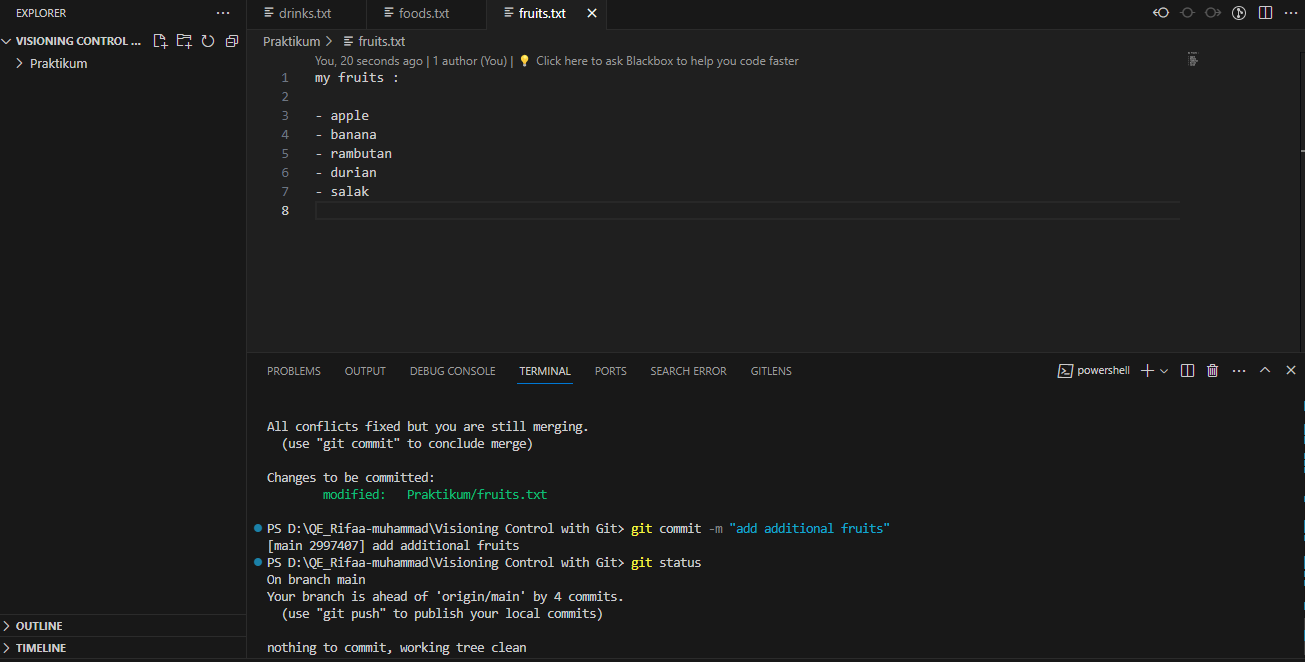 EXPLORER ···
VISIONING CONTROL ...
Praktikum
OUTLINE
TIMELINE
drinks.txt foods.txt fruits.txt
Praktikum > fruits.txt
You, 20 seconds ago | 1 author (You) | 💡 Click here to ask Blackbox to help you code faster
1 my fruits :
2
3 - apple
4 - banana
5 - rambutan
6 - durian
7 - salak
8
PROBLEMS OUTPUT DEBUG CONSOLE TERMINAL PORTS SEARCH ERROR GITLENS powershell
All conflicts fixed but you are still merging.
(use "git commit" to conclude merge)
Changes to be committed:
modified: Praktikum/fruits.txt
PS D:\QE_Rifaa-muhammad\Visioning Control with Git> git commit -m "add additional fruits"
[main 2997407] add additional fruits
PS D:\QE_Rifaa-muhammad\Visioning Control with Git> git status
On branch main
Your branch is ahead of 'origin/main' by 4 commits.
(use "git push" to publish your local commits)
nothing to commit, working tree clean